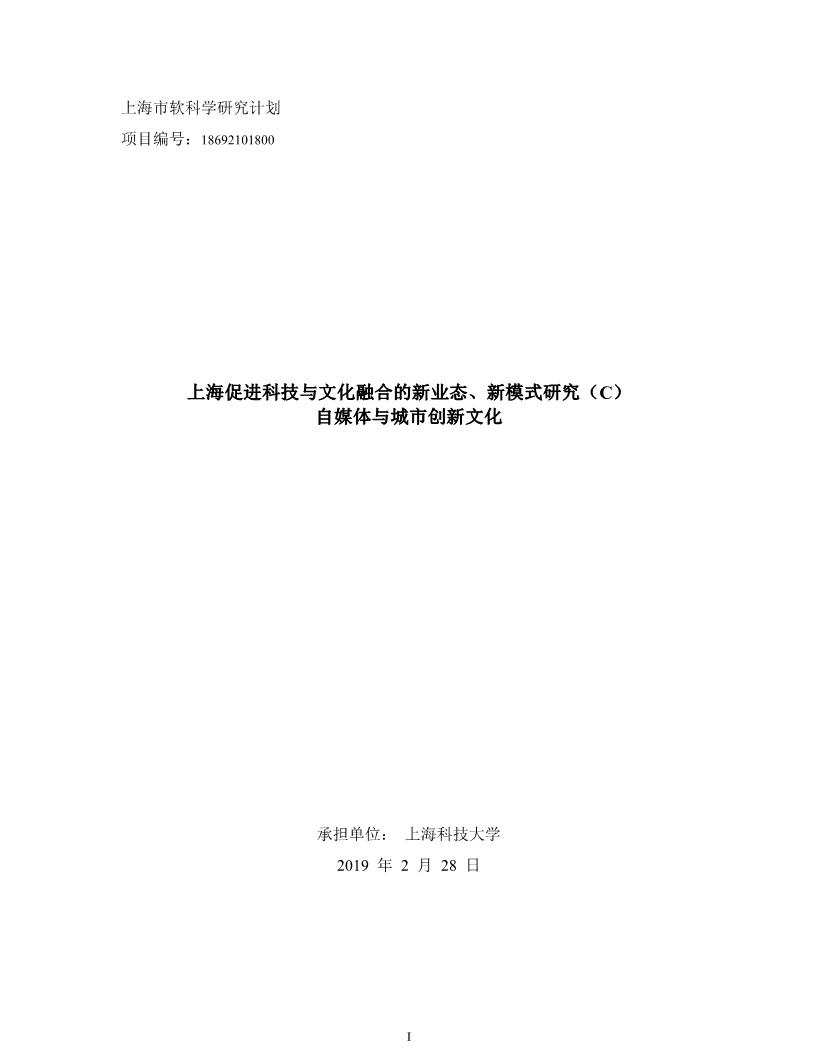 上海市软科学研究计划
项目编号：18692101800
上海促进科技与文化融合的新业态、新模式研究（C）
自媒体与城市创新文化
承担单位： 上海科技大学
2019 年 2 月 28 日
I